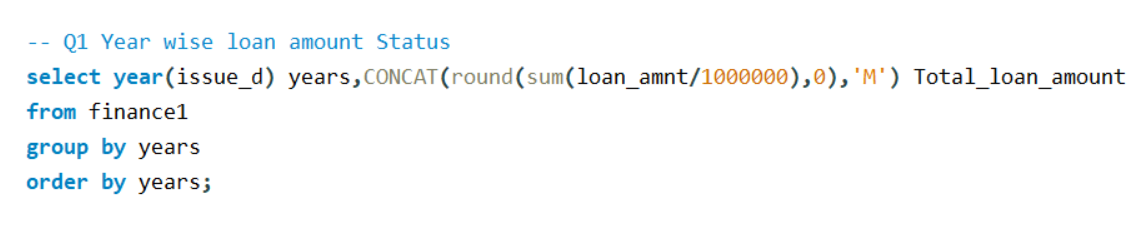 -- Q1 Year wise loan amount Status
select year(issue_d) years,CONCAT(round(sum(loan_amnt/1000000),0),'M') Total_loan_amount
from finance1
group by years
order by years;